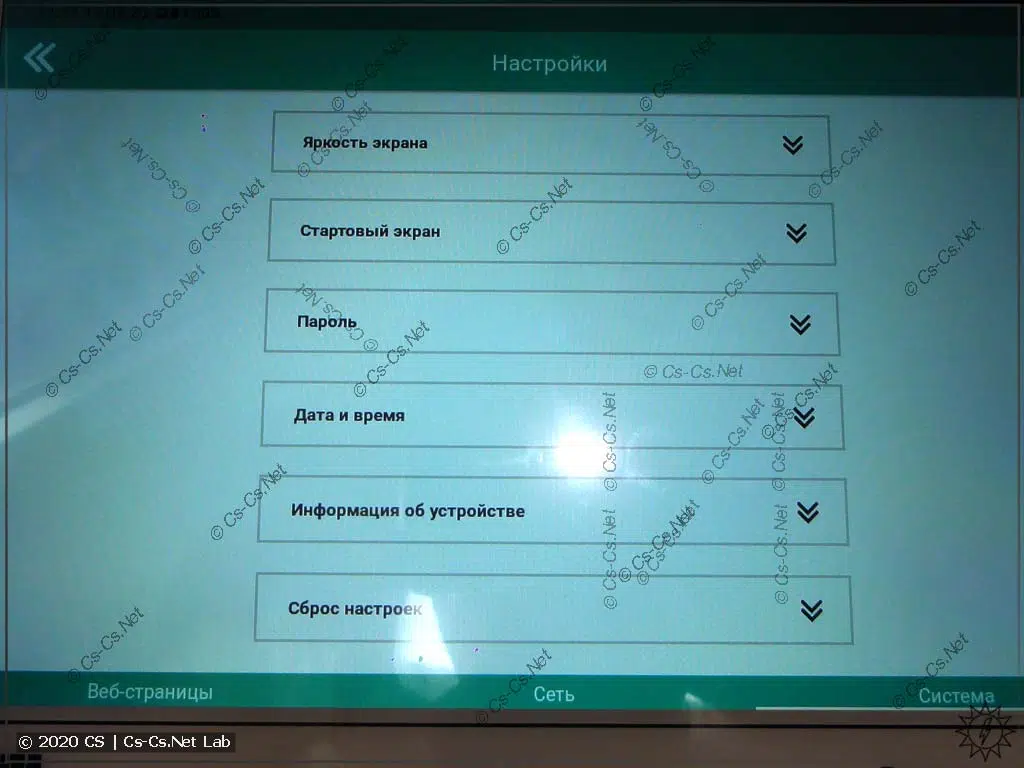 Настройки
Яркость экрана
Стартовый экран
Пароль
Дата и время
Информация об устройстве
Сброс настроек
Веб-страницы
Сеть
Система
© 2020 CS | Cs-Cs.Net Lab
© Cs-Cs.Net